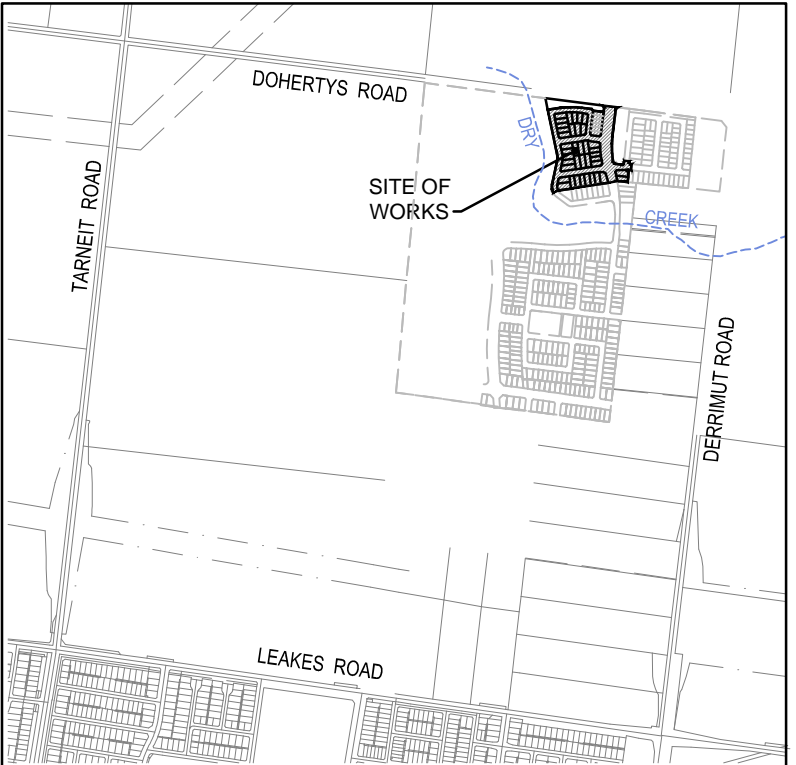 DOHERTYS ROAD
DRY
TARNEIT ROAD
SITE OF
WORKS
CREEK
DERRIMUT ROAD
LEAKES ROAD